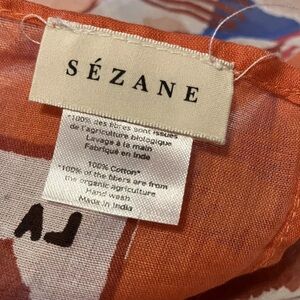 SÉZANE
*100% des fibres sont issues
de l'agriculture biologique
Lavage à la main
Fabriqué en Inde
100% Cotton*
*100% of the fibers are from
the organic agriculture
Hand wash
Made in India